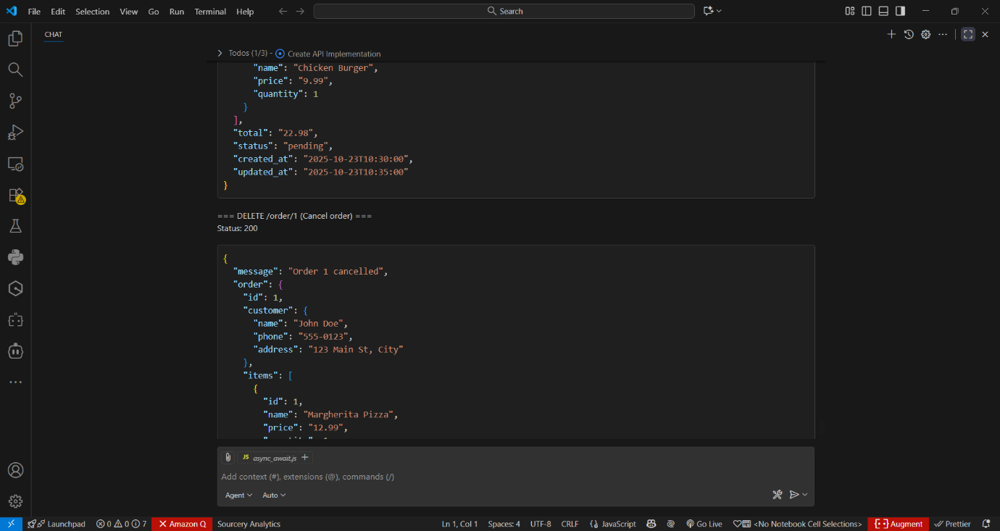 File Edit Selection View Go Run Terminal Help
Search
CHAT
Todos (1/3) - Create API Implementation
"name": "Chicken Burger",
"price": "9.99",
"quantity": 1
}
],
"total": "22.98",
"status": "pending",
"created_at": "2025-10-23T10:30:00",
"updated_at": "2025-10-23T10:35:00"
}
=== DELETE /order/1 (Cancel order) ===
Status: 200
{
"message": "Order 1 cancelled",
"order": {
"id": 1,
"customer": {
"name": "John Doe",
"phone": "555-0123",
"address": "123 Main St, City"
},
"items": [
{
"id": 1,
"name": "Margherita Pizza",
"price": "12.99",
JS async_await.js +
Add context (#), extensions (@), commands (/)
Agent Auto
Launchpad 0 0 7 Amazon Q Sourcery Analytics Ln 1, Col 1 Spaces: 4 UTF-8 CRLF {} JavaScript Go Live <No Notebook Cell Selections> Augment Prettier